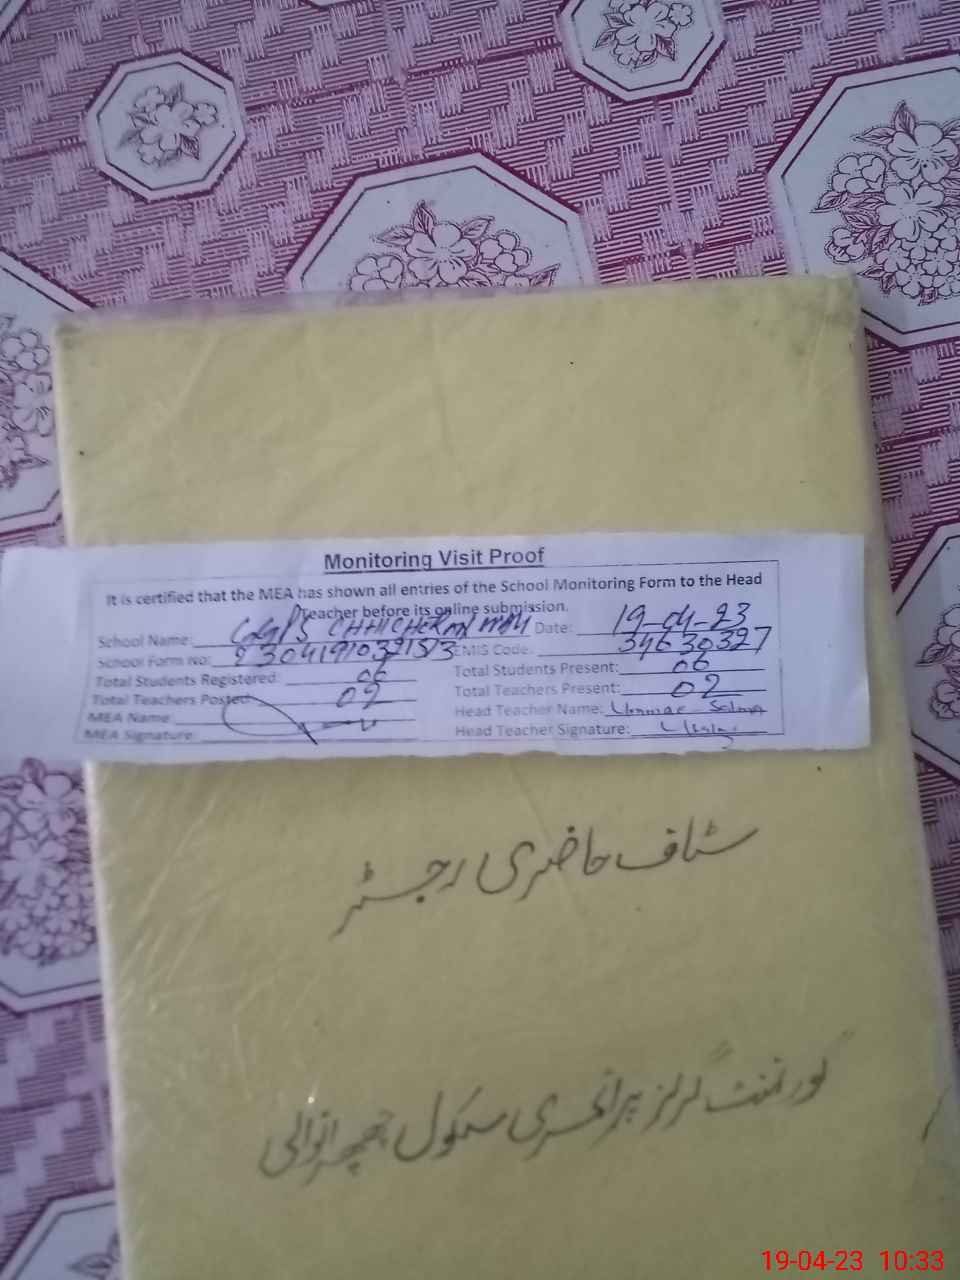 Monitoring Visit Proof
It is certified that the MEA has shown all entries of the School Monitoring Form to the Head
Teacher before its online submission.
School Name: GGPS Date: 19-04-23
School Form No: EMIS Code: 34630327
Total Students Registered: 06 Total Students Present: 06
Total Teachers Posted: 02 Total Teachers Present: 02
MEA Name: Head Teacher Name: Salma
MEA Signature: Head Teacher Signature:
سٹاف حاضری رجسٹر
گورنمنٹ گرلز پرائمری سکول
19-04-23 10:33